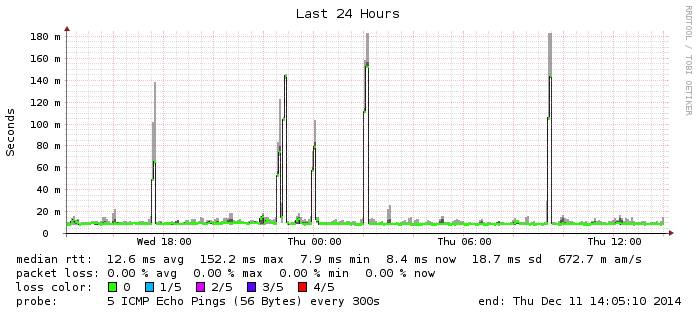 Last 24 Hours
RRDTOOL / TOBI OETIKER
Seconds
180 m
160 m
140 m
120 m
100 m
80 m
60 m
40 m
20 m
0
Wed 18:00 Thu 00:00 Thu 06:00 Thu 12:00
median rtt: 12.6 ms avg 152.2 ms max 7.9 ms min 8.4 ms now 18.7 ms sd 672.7 m am/s
packet loss: 0.00 % avg 0.00 % max 0.00 % min 0.00 % now
loss color: 0 1/5 2/5 3/5 4/5
probe: 5 ICMP Echo Pings (56 Bytes) every 300s end: Thu Dec 11 14:05:10 2014